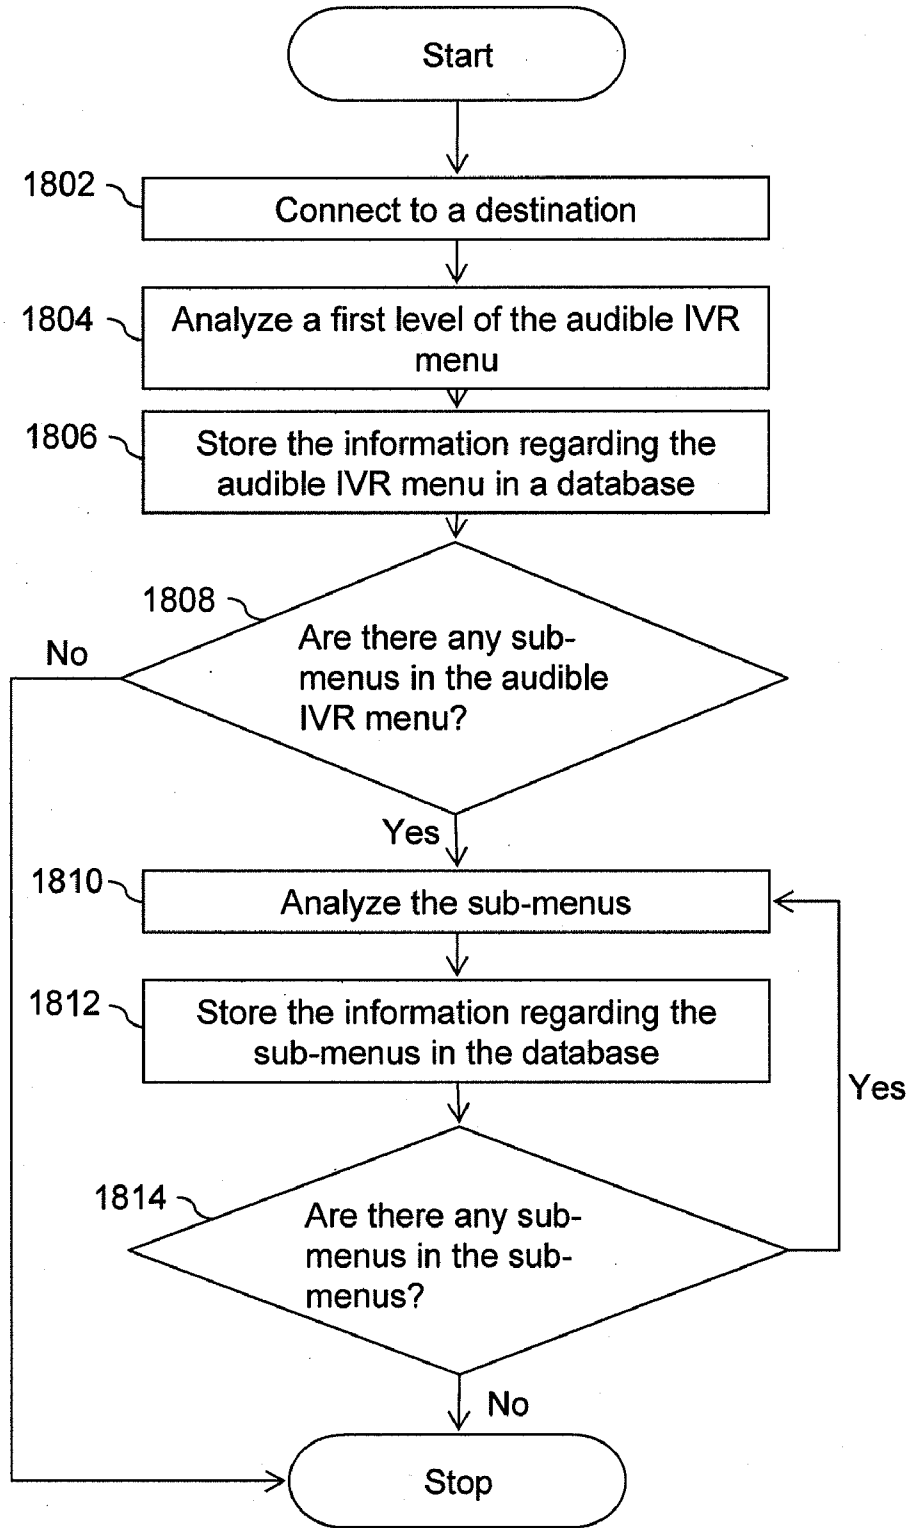 Start
1802
Connect to a destination
1804
Analyze a first level of the audible IVR
menu
1806
Store the information regarding the
audible IVR menu in a database
1808
Are there any sub-
menus in the audible
IVR menu?
No
Yes
1810
Analyze the sub-menus
1812
Store the information regarding the
sub-menus in the database
Yes
1814
Are there any sub-
menus in the sub-
menus?
No
Stop